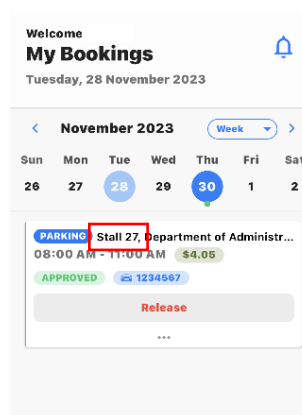 Welcome
My Bookings
Tuesday, 28 November 2023
< November 2023 Week >
Sun Mon Tue Wed Thu Fri Sat
26 27 28 29 30 1 2
PARKING Stall 27, Department of Administr...
08:00 AM - 11:00 AM $4.05
APPROVED 1234567
Release
...